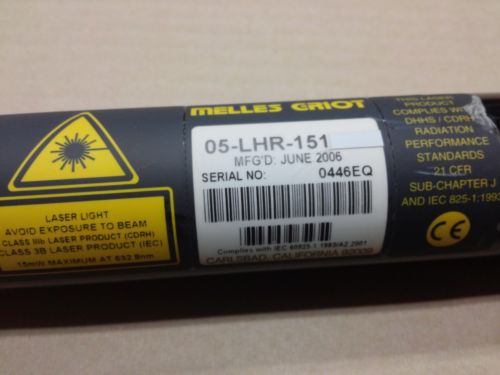 LASER LIGHT
AVOID EXPOSURE TO BEAM
CLASS IIIb LASER PRODUCT (CDRH)
CLASS 3B LASER PRODUCT (IEC)
15mW MAXIMUM AT 632.8nm
MELLES GRIOT
05-LHR-151
MFG'D: JUNE 2006
SERIAL NO: 0446EQ
Complies with IEC 60825-1:1993/A2:2001
CARLSBAD, CALIFORNIA 92009
THIS LASER
PRODUCT
COMPLIES WITH
DHHS / CDRH
RADIATION
PERFORMANCE
STANDARDS
21 CFR
SUB-CHAPTER J
AND IEC 825-1:1993
CE